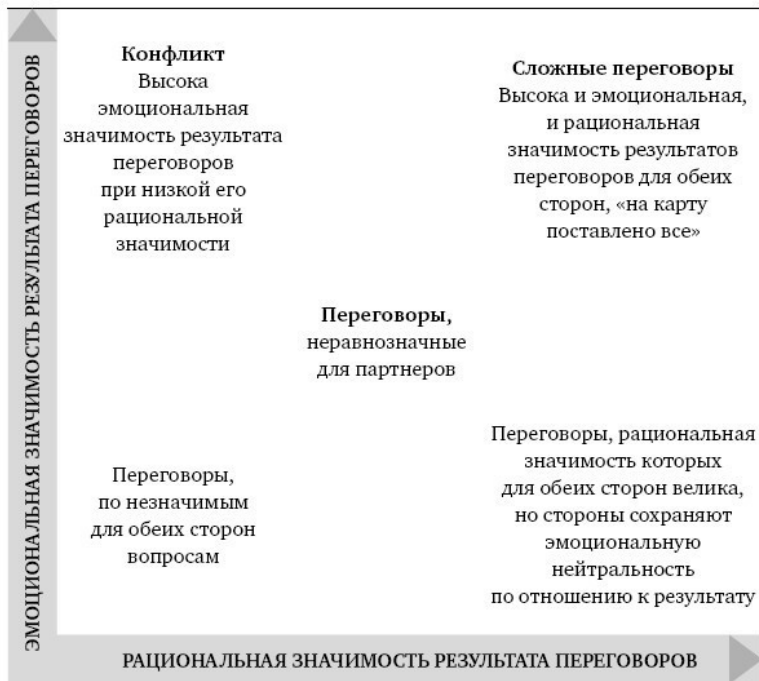 ЭМОЦИОНАЛЬНАЯ ЗНАЧИМОСТЬ РЕЗУЛЬТАТА ПЕРЕГОВОРОВ
Конфликт
Высока
эмоциональная
значимость результата
переговоров
при низкой его
рациональной
значимости
Сложные переговоры
Высока и эмоциональная,
и рациональная
значимость результатов
переговоров для обеих
сторон, «на карту
поставлено все»
Переговоры,
неравнозначные
для партнеров
Переговоры,
по незначимым
для обеих сторон
вопросам
Переговоры, рациональная
значимость которых
для обеих сторон велика,
но стороны сохраняют
эмоциональную
нейтральность
по отношению к результату
РАЦИОНАЛЬНАЯ ЗНАЧИМОСТЬ РЕЗУЛЬТАТА ПЕРЕГОВОРОВ